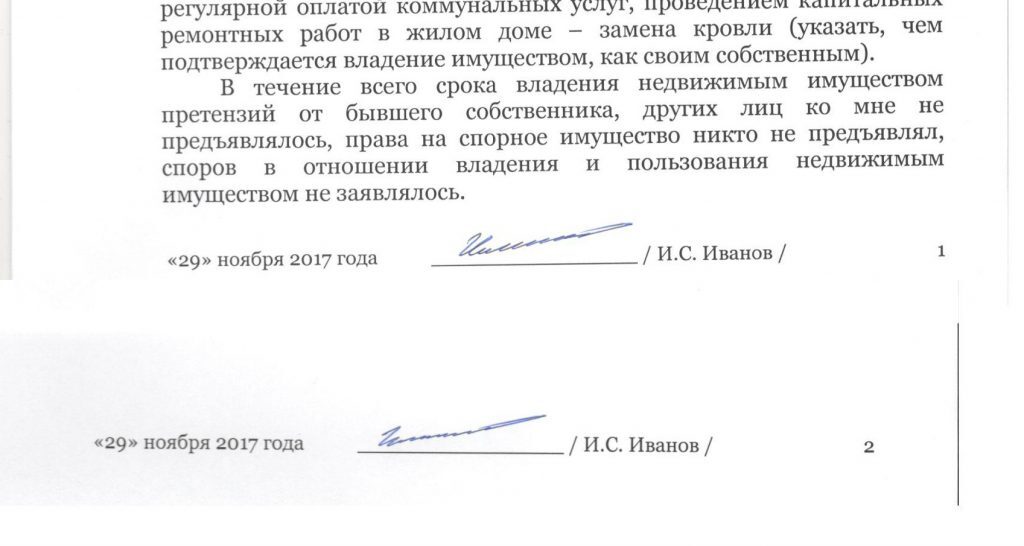 регулярной оплатой коммунальных услуг, проведением капитальных
ремонтных работ в жилом доме – замена кровли (указать, чем
подтверждается владение имуществом, как своим собственным).
В течение всего срока владения недвижимым имуществом
претензий от бывшего собственника, других лиц ко мне не
предъявлялось, права на спорное имущество никто не предъявлял,
споров в отношении владения и пользования недвижимым
имуществом не заявлялось.
«29» ноября 2017 года ____________________ / И.С. Иванов / 1
«29» ноября 2017 года ____________________ / И.С. Иванов / 2